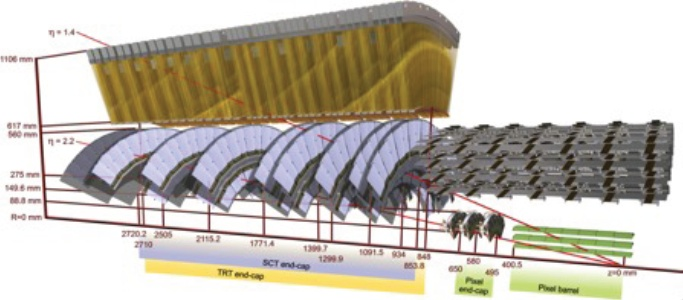 η = 1.4
1106 mm
617 mm
560 mm
η = 2.2
275 mm
149.6 mm
88.8 mm
R=0 mm
2720.2
2710
2505
2115.2
1771.4
1399.7
1299.9
1091.5
934
853.8
848
650
580
495
400.5
z=0 mm
SCT end-cap
TRT end-cap
Pixel
end-cap
Pixel barrel